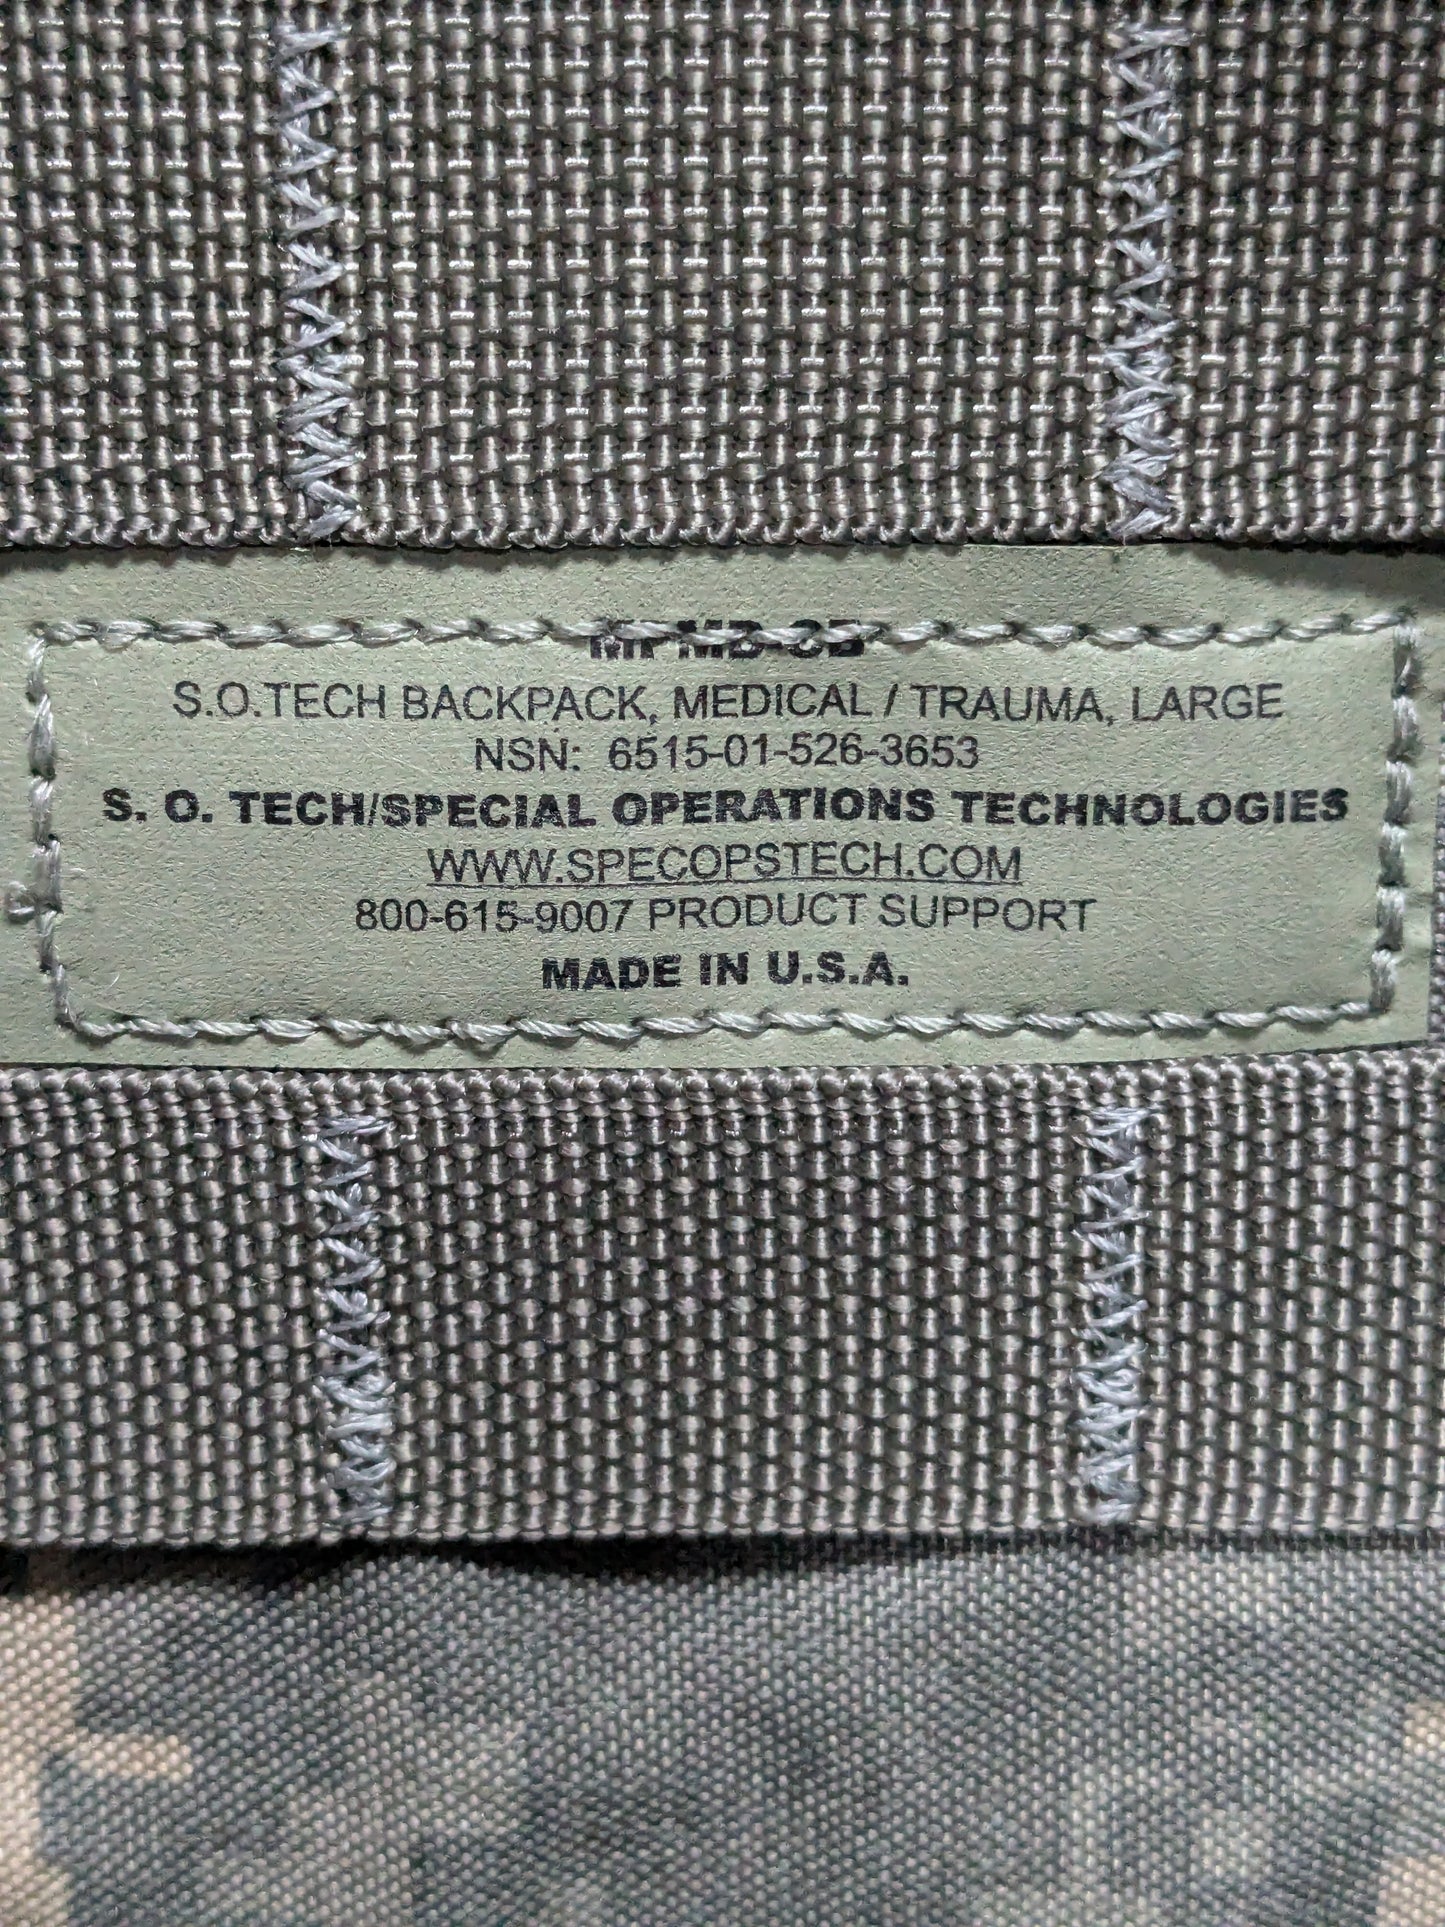 S.O.TECH BACKPACK, MEDICAL / TRAUMA, LARGE
NSN: 6515-01-526-3653
S. O. TECH/SPECIAL OPERATIONS TECHNOLOGIES
WWW.SPECOPSTECH.COM
800-615-9007 PRODUCT SUPPORT
MADE IN U.S.A.